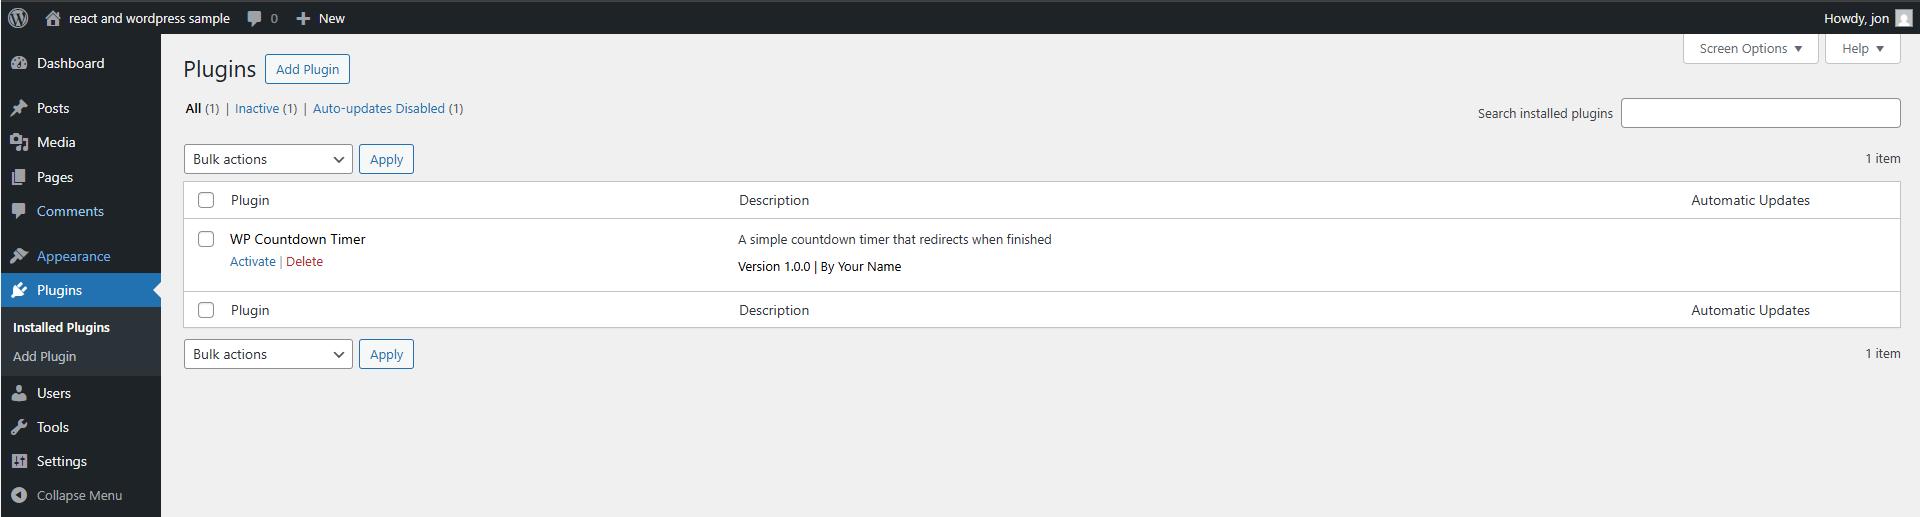 react and wordpress sample 0 New Howdy, jon
Screen Options Help
Dashboard
Posts
Media
Pages
Comments
Appearance
Plugins
Installed Plugins
Add Plugin
Users
Tools
Settings
Collapse Menu
Plugins Add Plugin
All (1) | Inactive (1) | Auto-updates Disabled (1)
Search installed plugins
Bulk actions Apply 1 item
Plugin Description Automatic Updates
WP Countdown Timer A simple countdown timer that redirects when finished
Activate | Delete Version 1.0.0 | By Your Name
Plugin Description Automatic Updates
Bulk actions Apply 1 item